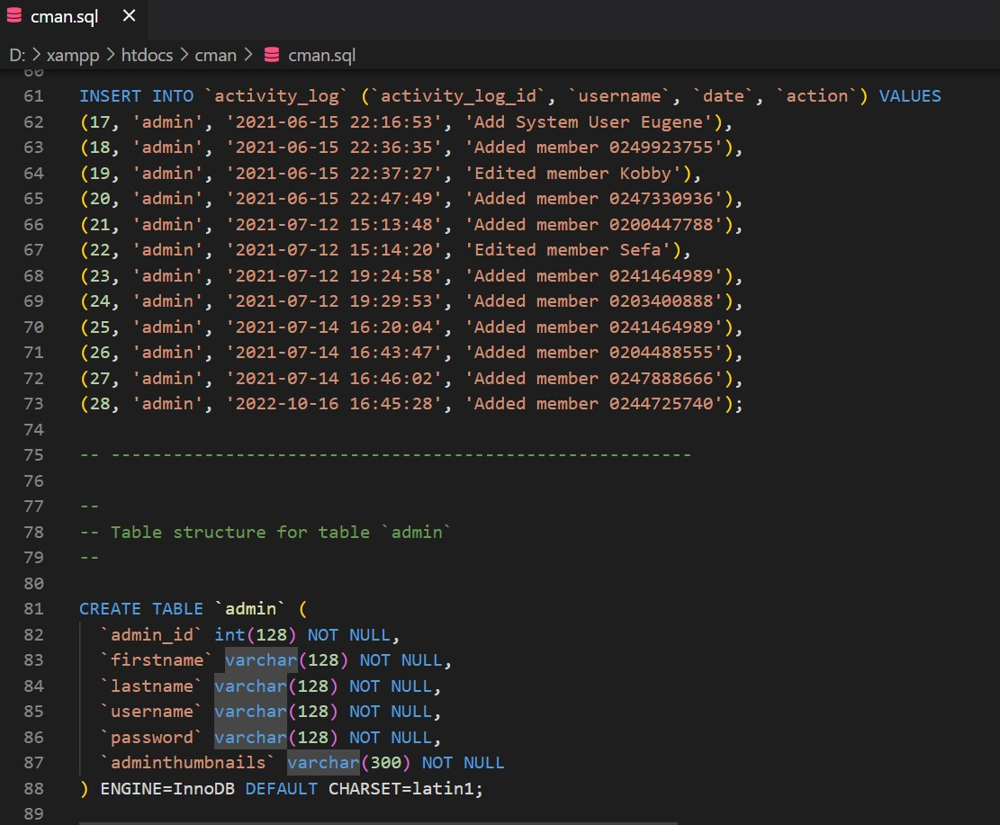 cman.sql ×
D: > xampp > htdocs > cman > cman.sql
60
61 INSERT INTO `activity_log` (`activity_log_id`, `username`, `date`, `action`) VALUES
62 (17, 'admin', '2021-06-15 22:16:53', 'Add System User Eugene'),
63 (18, 'admin', '2021-06-15 22:36:35', 'Added member 0249923755'),
64 (19, 'admin', '2021-06-15 22:37:27', 'Edited member Kobby'),
65 (20, 'admin', '2021-06-15 22:47:49', 'Added member 0247330936'),
66 (21, 'admin', '2021-07-12 15:13:48', 'Added member 0200447788'),
67 (22, 'admin', '2021-07-12 15:14:20', 'Edited member Sefa'),
68 (23, 'admin', '2021-07-12 19:24:58', 'Added member 0241464989'),
69 (24, 'admin', '2021-07-12 19:29:53', 'Added member 0203400888'),
70 (25, 'admin', '2021-07-14 16:20:04', 'Added member 0241464989'),
71 (26, 'admin', '2021-07-14 16:43:47', 'Added member 0204488555'),
72 (27, 'admin', '2021-07-14 16:46:02', 'Added member 0247888666'),
73 (28, 'admin', '2022-10-16 16:45:28', 'Added member 0244725740');
74
75 -- --------------------------------------------------------
76
77 --
78 -- Table structure for table `admin`
79 --
80
81 CREATE TABLE `admin` (
82 `admin_id` int(128) NOT NULL,
83 `firstname` varchar(128) NOT NULL,
84 `lastname` varchar(128) NOT NULL,
85 `username` varchar(128) NOT NULL,
86 `password` varchar(128) NOT NULL,
87 `adminthumbnails` varchar(300) NOT NULL
88 ) ENGINE=InnoDB DEFAULT CHARSET=latin1;
89